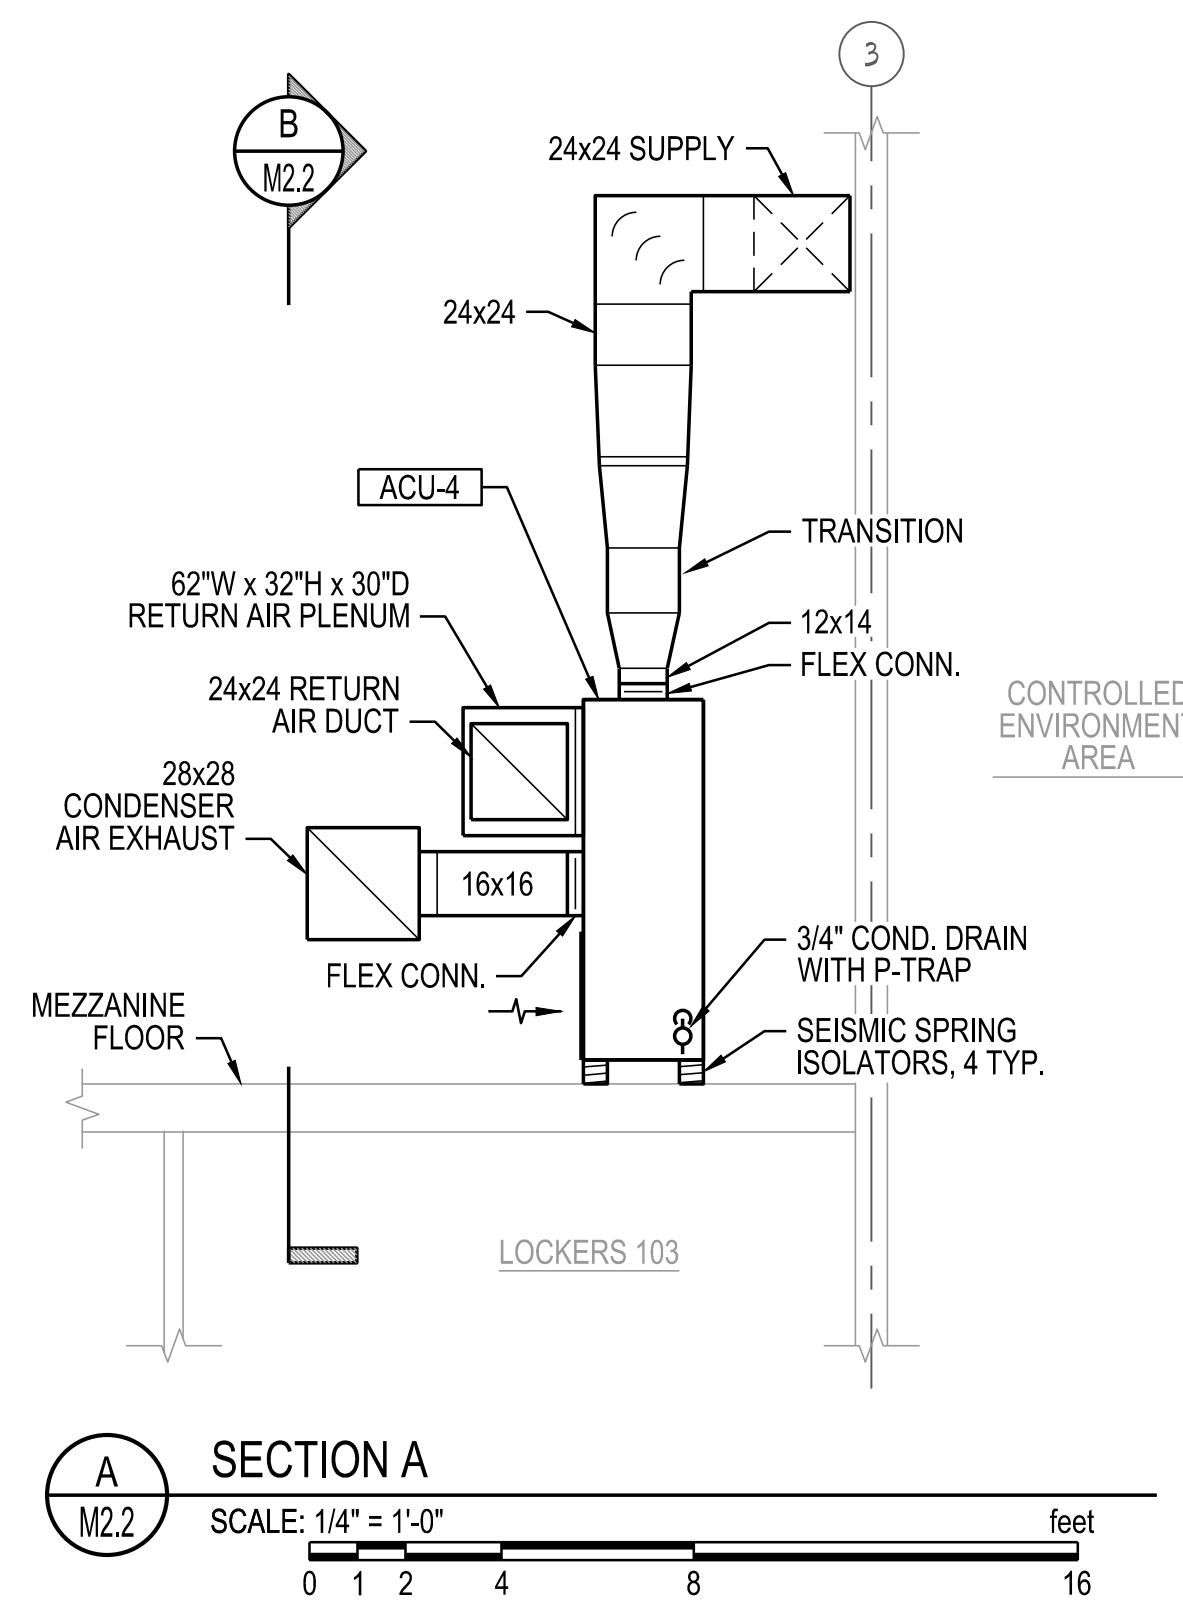 3
B
M2.2
24x24 SUPPLY
24x24
ACU-4
TRANSITION
62"W x 32"H x 30"D
RETURN AIR PLENUM
12x14
FLEX CONN.
24x24 RETURN
AIR DUCT
CONTROLLED
ENVIRONMENT
AREA
28x28
CONDENSER
AIR EXHAUST
16x16
3/4" COND. DRAIN
WITH P-TRAP
FLEX CONN.
MEZZANINE
FLOOR
SEISMIC SPRING
ISOLATORS, 4 TYP.
LOCKERS 103
A
M2.2
SECTION A
SCALE: 1/4" = 1'-0"
feet
0 1 2 4 8 16